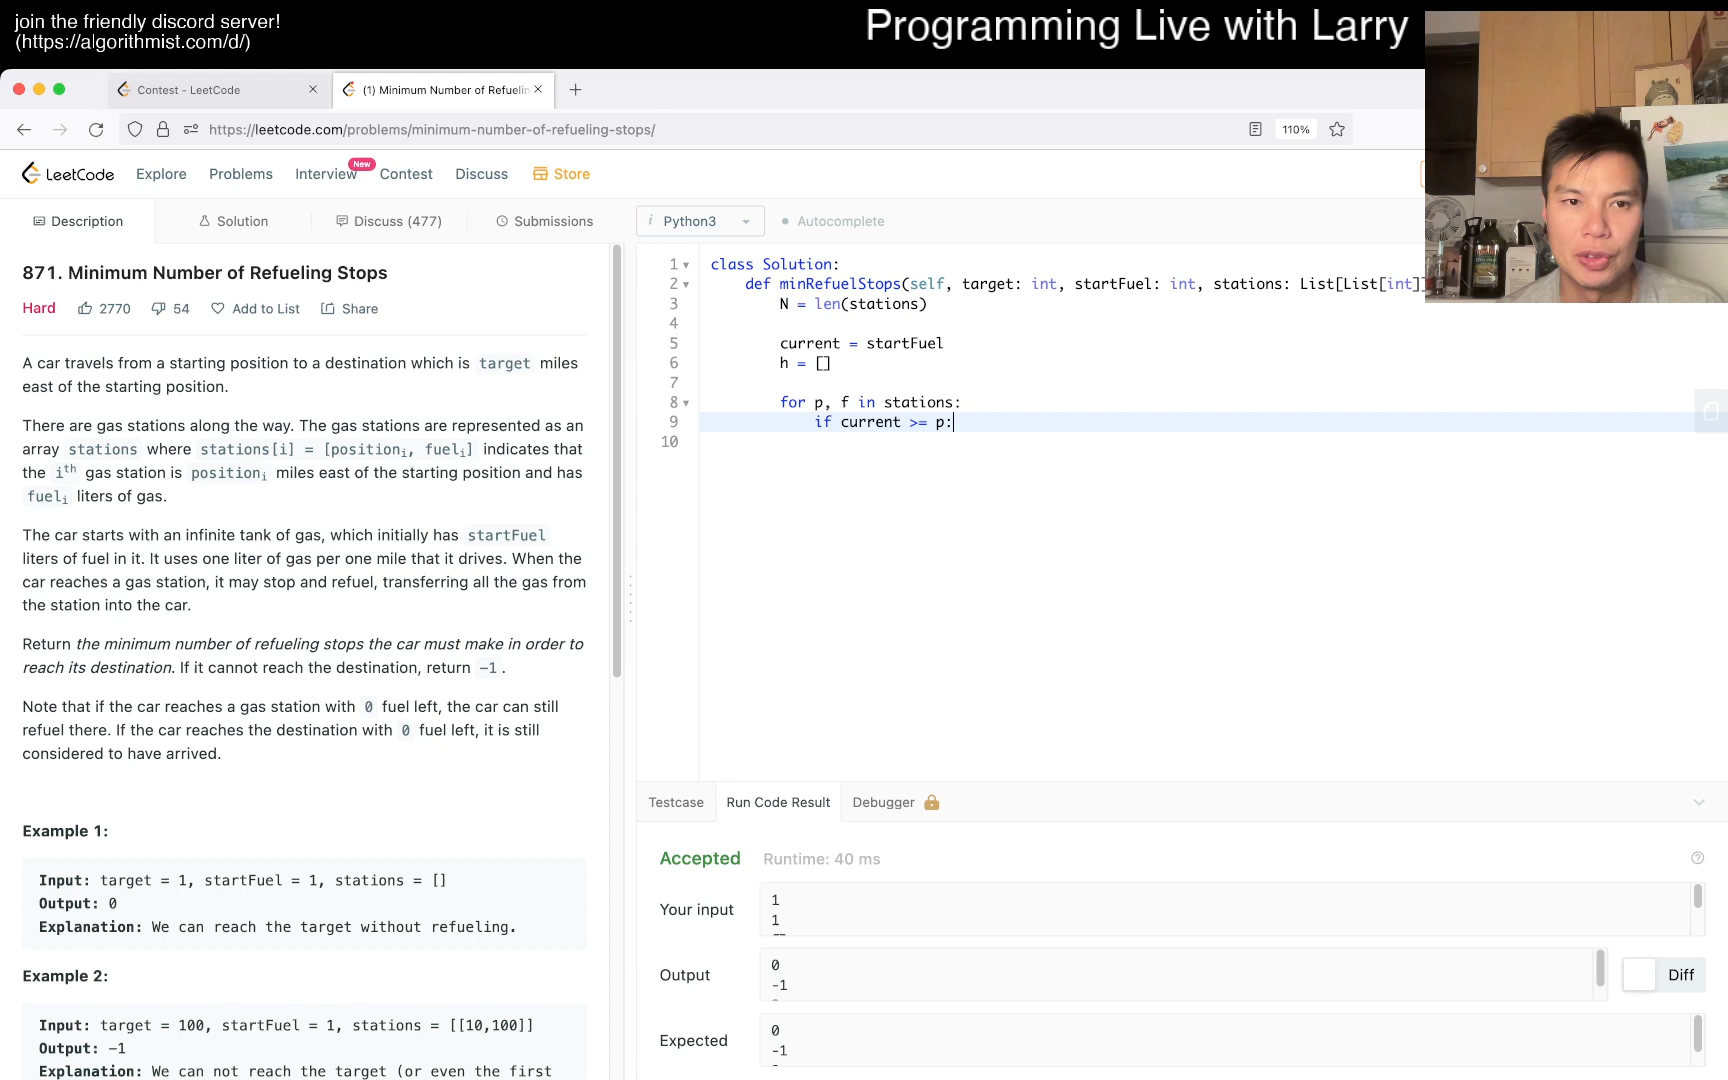 join the friendly discord server!
(https://algorithmist.com/d/)
Programming Live with Larry
Contest - LeetCode
(1) Minimum Number of Refuelin
https://leetcode.com/problems/minimum-number-of-refueling-stops/
110%
LeetCode
Explore
Problems
Interview
New
Contest
Discuss
Store
Description
Solution
Discuss (477)
Submissions
i Python3
Autocomplete
871. Minimum Number of Refueling Stops
Hard
2770
54
Add to List
Share
A car travels from a starting position to a destination which is target miles
east of the starting position.
There are gas stations along the way. The gas stations are represented as an
array stations where stations[i] = [positioni, fueli] indicates that
the ith gas station is positioni miles east of the starting position and has
fueli liters of gas.
The car starts with an infinite tank of gas, which initially has startFuel
liters of fuel in it. It uses one liter of gas per one mile that it drives. When the
car reaches a gas station, it may stop and refuel, transferring all the gas from
the station into the car.
Return the minimum number of refueling stops the car must make in order to
reach its destination. If it cannot reach the destination, return -1 .
Note that if the car reaches a gas station with 0 fuel left, the car can still
refuel there. If the car reaches the destination with 0 fuel left, it is still
considered to have arrived.
Example 1:
Input: target = 1, startFuel = 1, stations = []
Output: 0
Explanation: We can reach the target without refueling.
Example 2:
Input: target = 100, startFuel = 1, stations = [[10,100]]
Output: -1
Explanation: We can not reach the target (or even the first
1 class Solution:
2 def minRefuelStops(self, target: int, startFuel: int, stations: List[List[int]]
3 N = len(stations)
4
5 current = startFuel
6 h = []
7
8 for p, f in stations:
9 if current >= p:
10
Testcase
Run Code Result
Debugger
Accepted
Runtime: 40 ms
Your input
1
1
Output
0
-1
Diff
Expected
0
-1